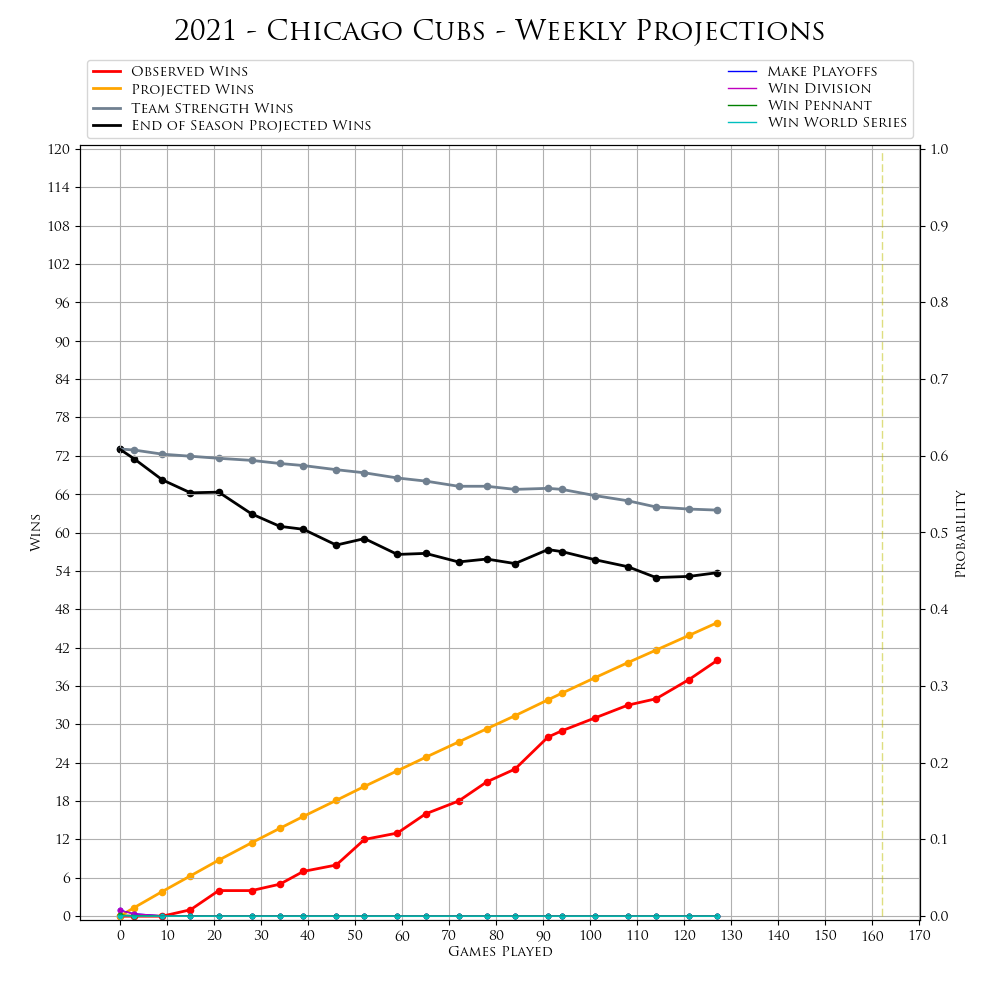 2021 - Chicago Cubs - Weekly Projections
Observed Wins
Projected Wins
Team Strength Wins
End of Season Projected Wins
Make Playoffs
Win Division
Win Pennant
Win World Series
120
114
108
102
96
90
84
78
72
66
60
54
48
42
36
30
24
18
12
6
0
Wins
1.0
0.9
0.8
0.7
0.6
0.5
0.4
0.3
0.2
0.1
0.0
Probability
0 10 20 30 40 50 60 70 80 90 100 110 120 130 140 150 160 170
Games Played